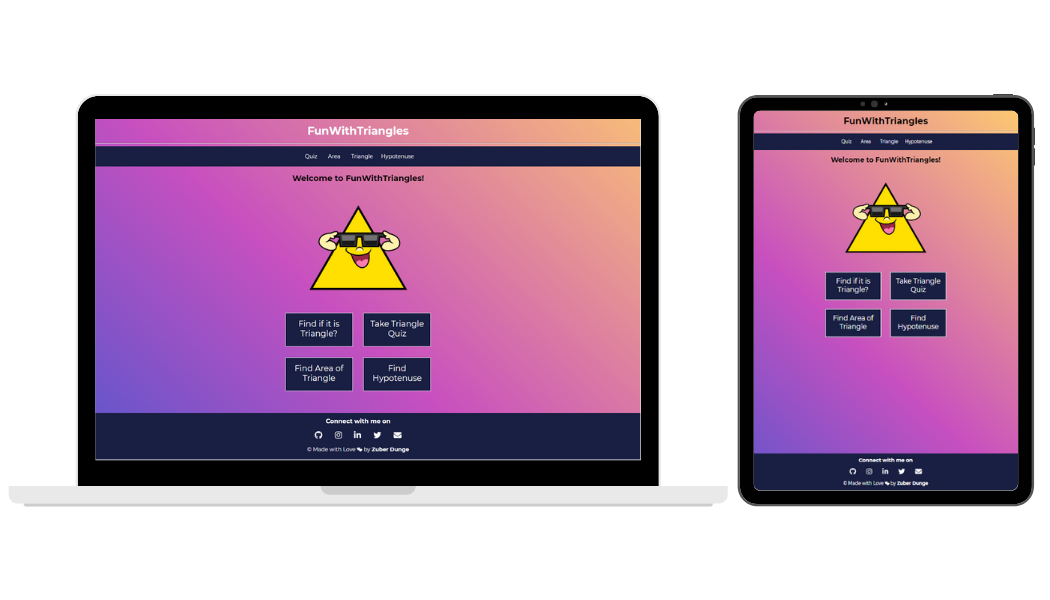 FunWithTriangles
Quiz Area Triangle Hypotenuse
Welcome to FunWithTriangles!
Find if it is
Triangle?
Take Triangle
Quiz
Find Area of
Triangle
Find
Hypotenuse
Connect with me on
© Made with Love by Zuber Dunge
FunWithTriangles
Quiz Area Triangle Hypotenuse
Welcome to FunWithTriangles!
Find if it is
Triangle?
Take Triangle
Quiz
Find Area of
Triangle
Find
Hypotenuse
Connect with me on
© Made with Love by Zuber Dunge